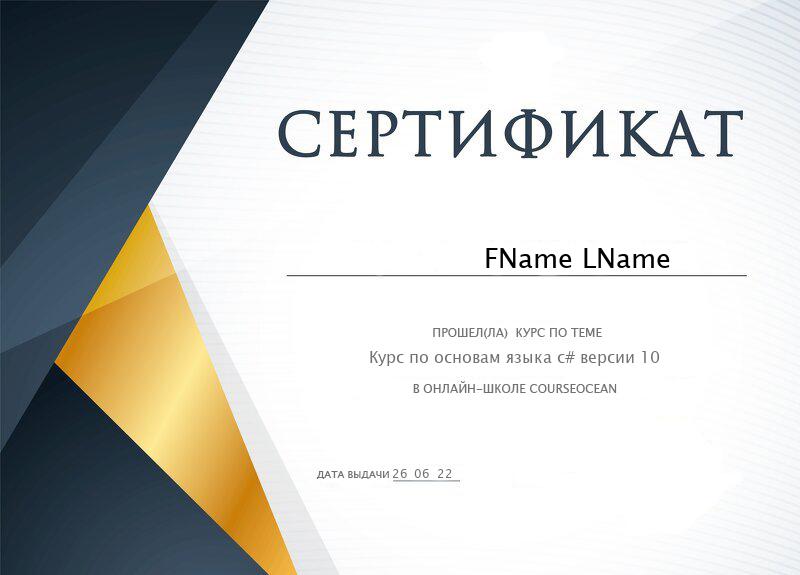 СЕРТИФИКАТ
FName LName
ПРОШЕЛ(ЛА) КУРС ПО ТЕМЕ
Курс по основам языка c# версии 10
В ОНЛАЙН-ШКОЛЕ COURSEOCEAN
ДАТА ВЫДАЧИ 26 06 22